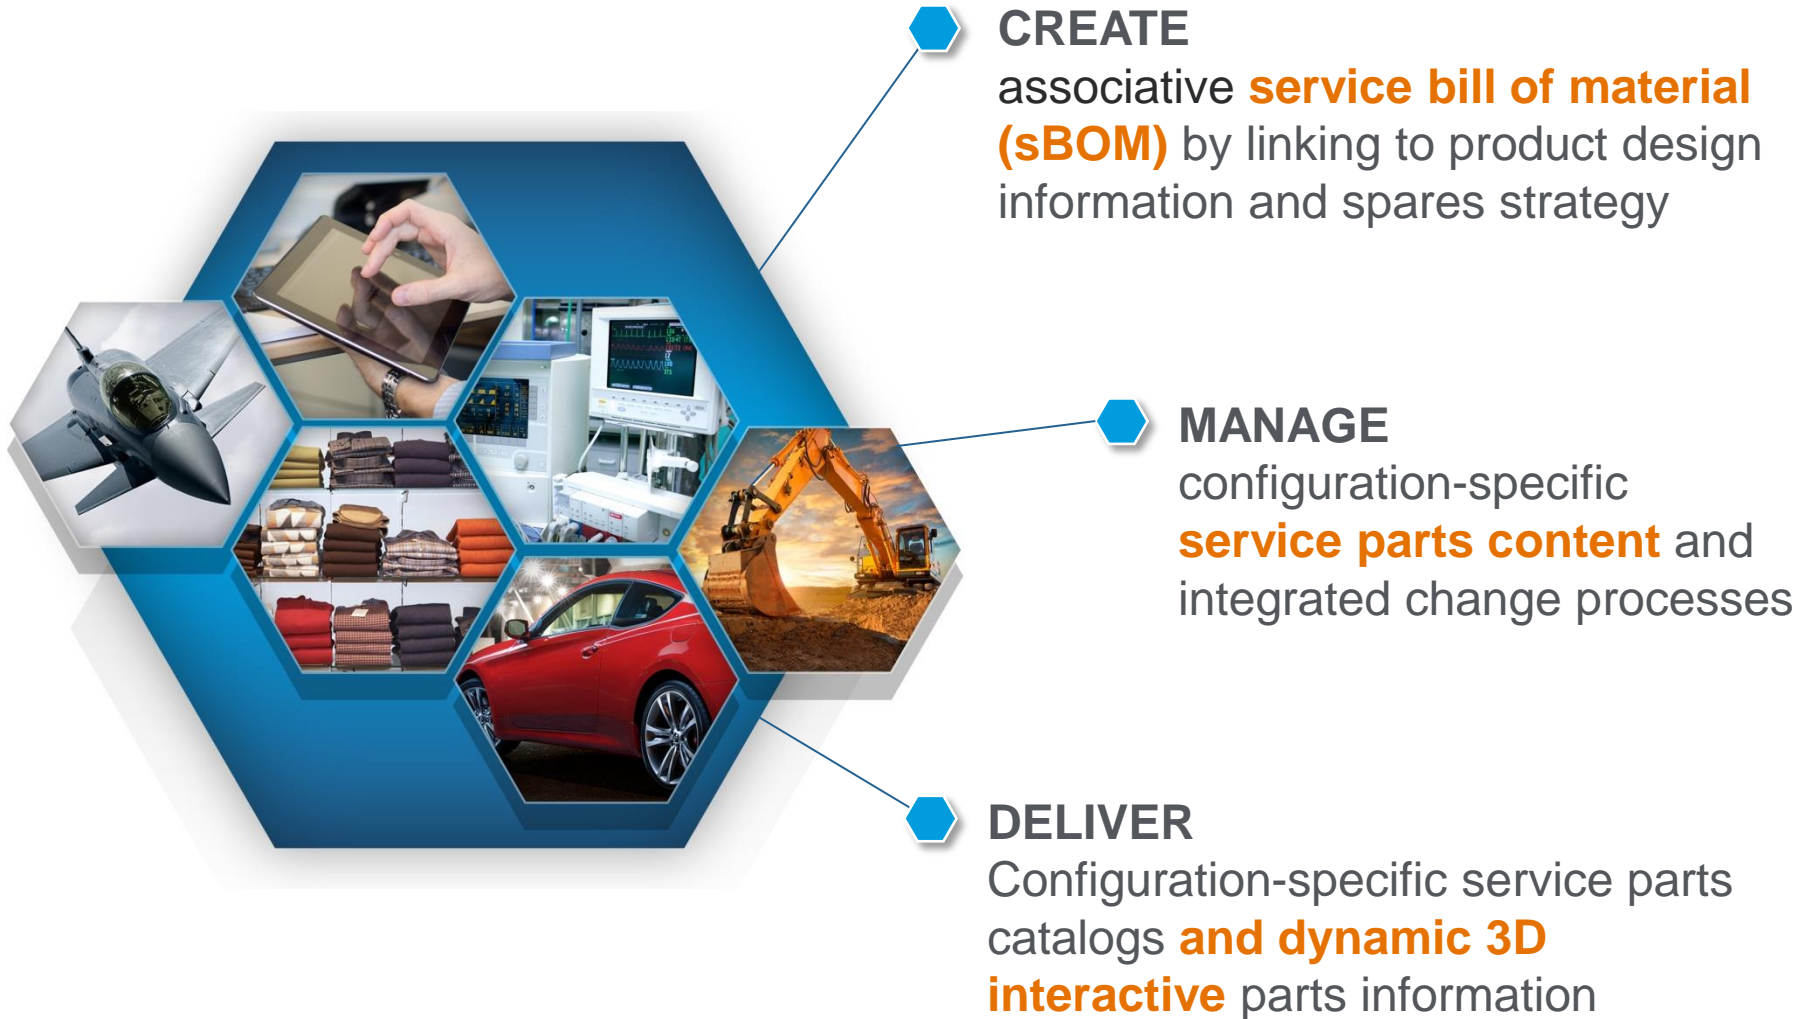 CREATE
associative service bill of material
(sBOM) by linking to product design
information and spares strategy
MANAGE
configuration-specific
service parts content and
integrated change processes
DELIVER
Configuration-specific service parts
catalogs and dynamic 3D
interactive parts information